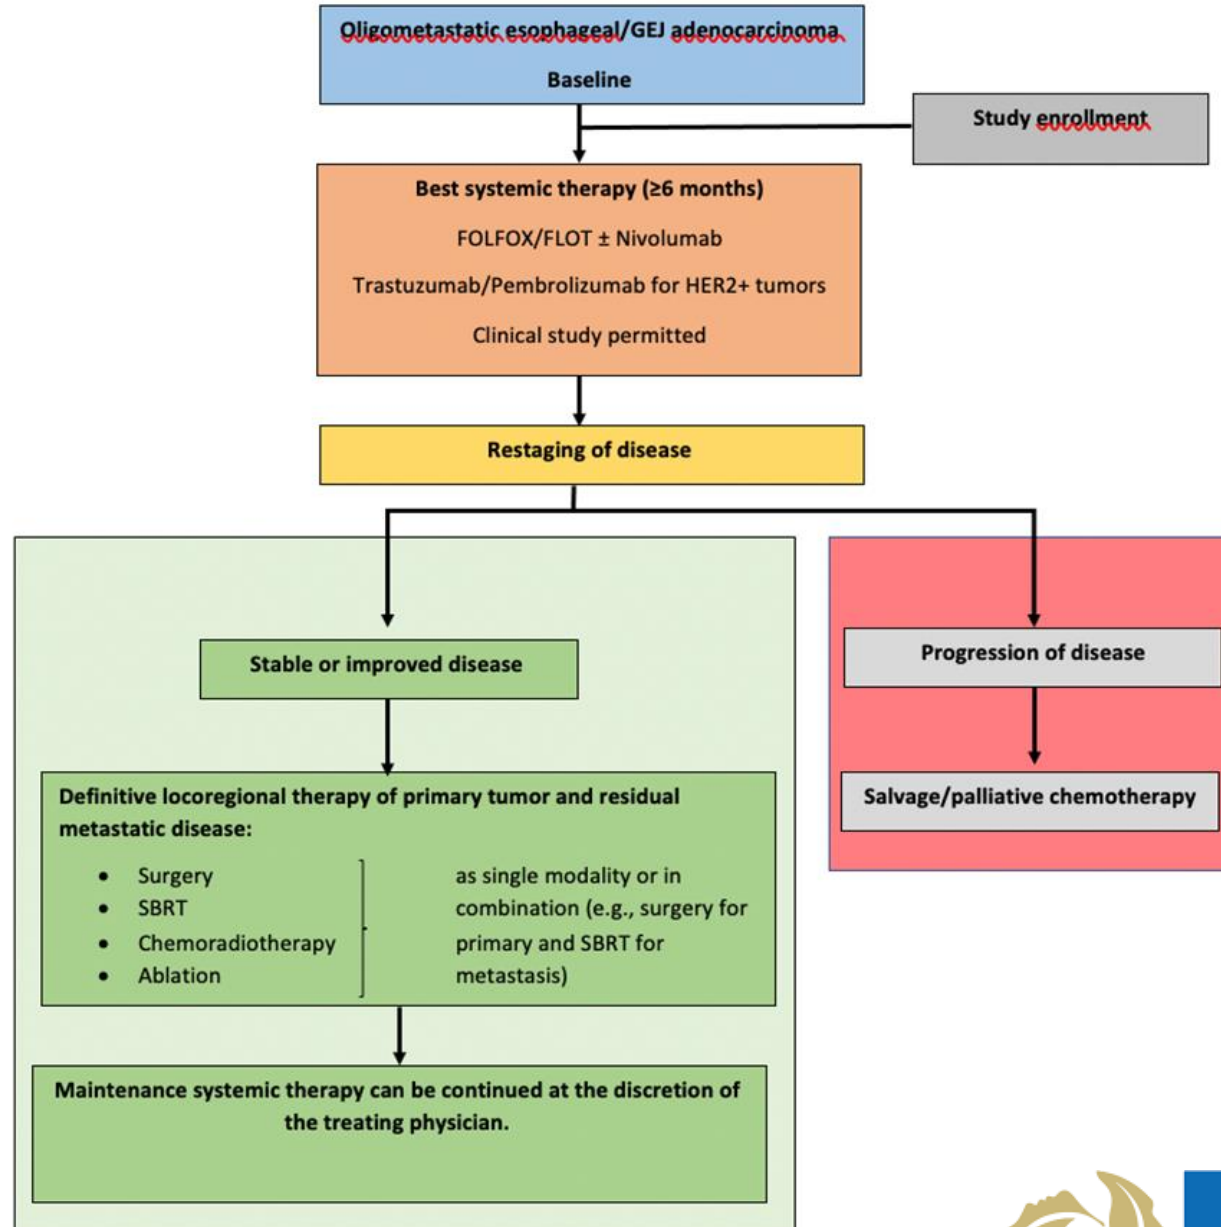 Oligometastatic esophageal/GEJ adenocarcinoma
Baseline
Study enrollment
Best systemic therapy (≥6 months)
FOLFOX/FLOT ± Nivolumab
Trastuzumab/Pembrolizumab for HER2+ tumors
Clinical study permitted
Restaging of disease
Stable or improved disease
Definitive locoregional therapy of primary tumor and residual
metastatic disease:
• Surgery
• SBRT
• Chemoradiotherapy
• Ablation
as single modality or in
combination (e.g., surgery for
primary and SBRT for
metastasis)
Maintenance systemic therapy can be continued at the discretion of
the treating physician.
Progression of disease
Salvage/palliative chemotherapy